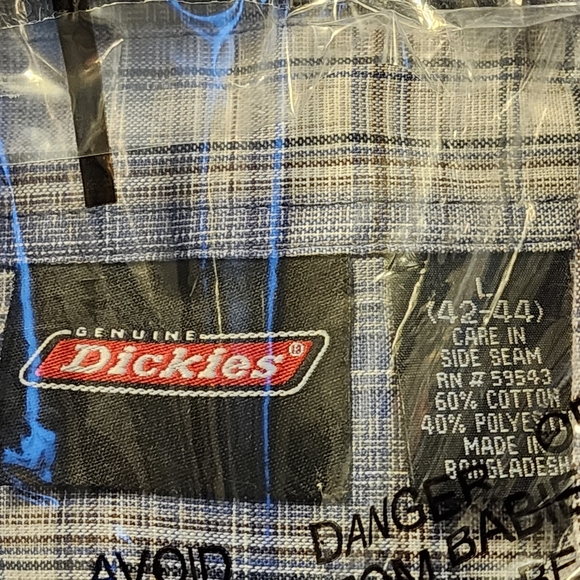 GENUINE
Dickies
L
(42-44)
CARE IN
SIDE SEAM
RN # 59543
60% COTTON
40% POLYESTER
MADE IN
BANGLADESH
DANGER
AVOID